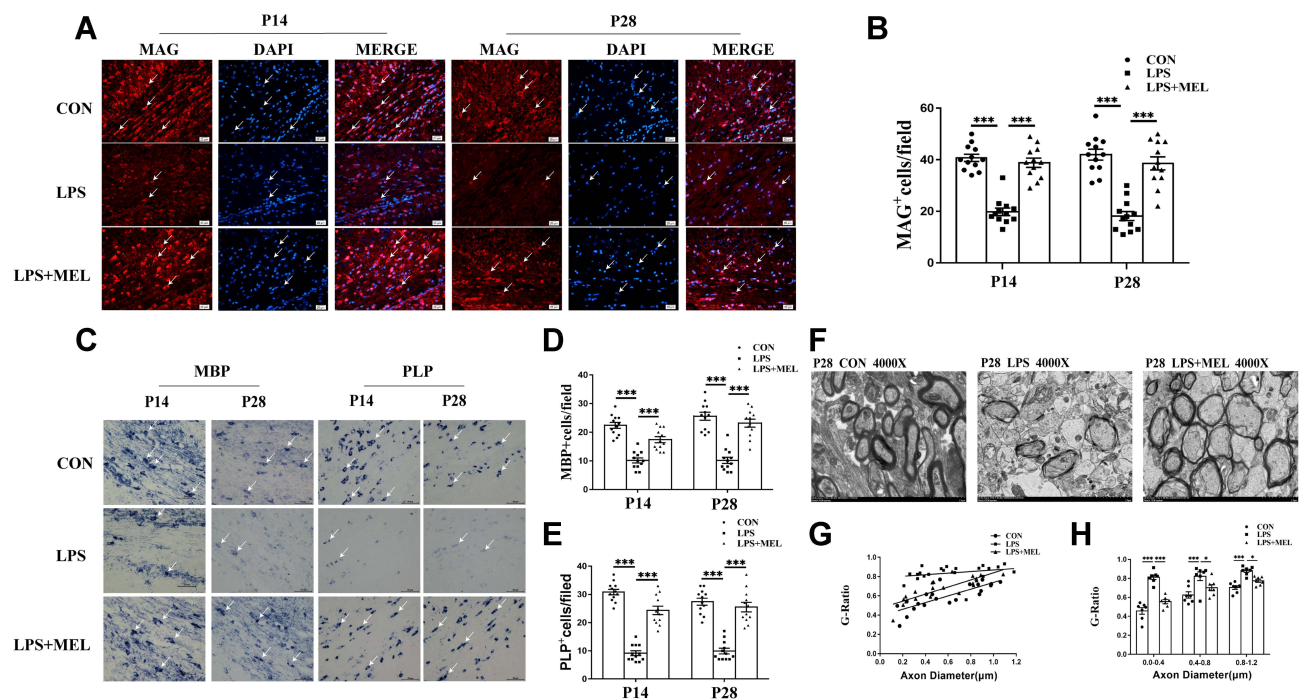 A
P14
P28
MAG DAPI MERGE MAG DAPI MERGE
CON
LPS
LPS+MEL
B
CON
LPS
LPS+MEL
*** *** *** ***
MAG⁺cells/field
60
40
20
0
P14 P28
C
MBP PLP
P14 P28 P14 P28
CON
LPS
LPS+MEL
D
CON
LPS
LPS+MEL
*** *** *** ***
MBP+cells/field
40
30
20
10
0
P14 P28
E
CON
LPS
LPS+MEL
*** *** *** ***
PLP⁺cells/filed
40
30
20
10
0
P14 P28
F
P28 CON 4000X P28 LPS 4000X P28 LPS+MEL 4000X
G
CON
LPS
LPS+MEL
G-Ratio
1.0
0.8
0.6
0.4
0.2
0.0
0.0 0.2 0.4 0.6 0.8 1.0 1.2
Axon Diameter(μm)
H
CON
LPS
LPS+MEL
*** *** *** * *** *
G-Ratio
1.0
0.8
0.6
0.4
0.2
0.0
0.0-0.4 0.4-0.8 0.8-1.2
Axon Diameter(μm)